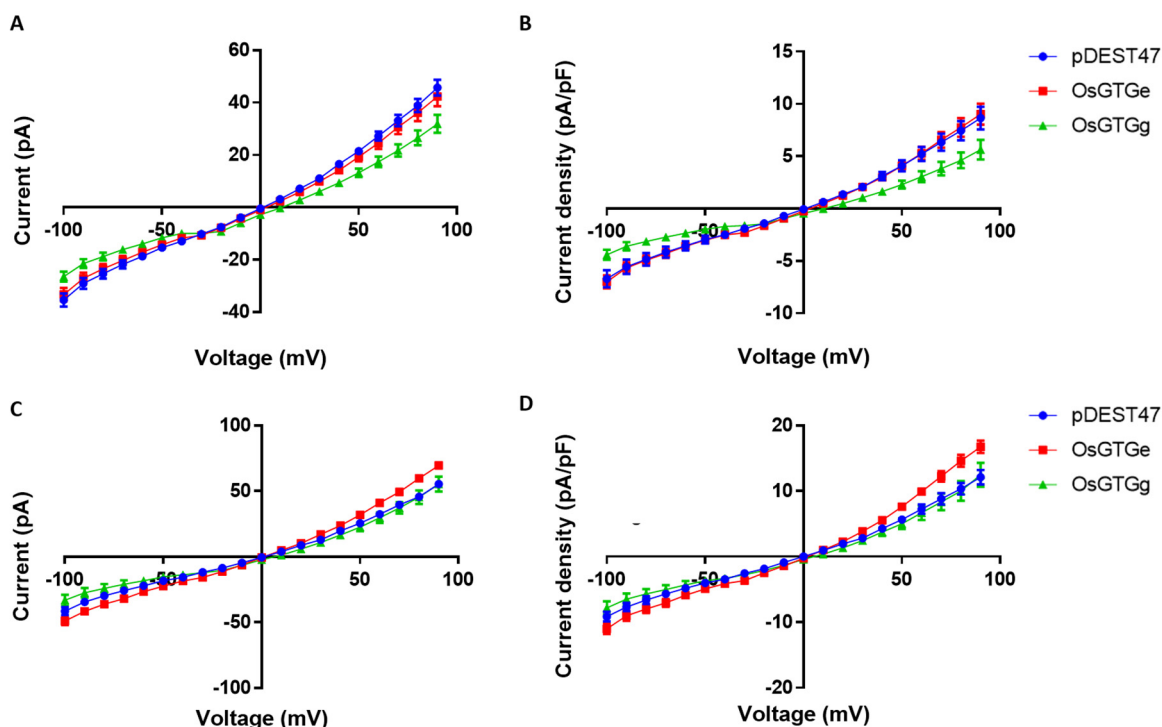 A
B
60
40
20
-20
-40
-100
-50
50
100
Current (pA)
Voltage (mV)
15
10
5
-5
-10
-100
-50
50
100
Current density (pA/pF)
Voltage (mV)
pDEST47
OsGTGe
OsGTGg
C
D
100
50
-50
-100
-100
-50
50
100
Current (pA)
Voltage (mV)
20
10
-10
-20
-100
-50
50
100
Current density (pA/pF)
Voltage (mV)
pDEST47
OsGTGe
OsGTGg